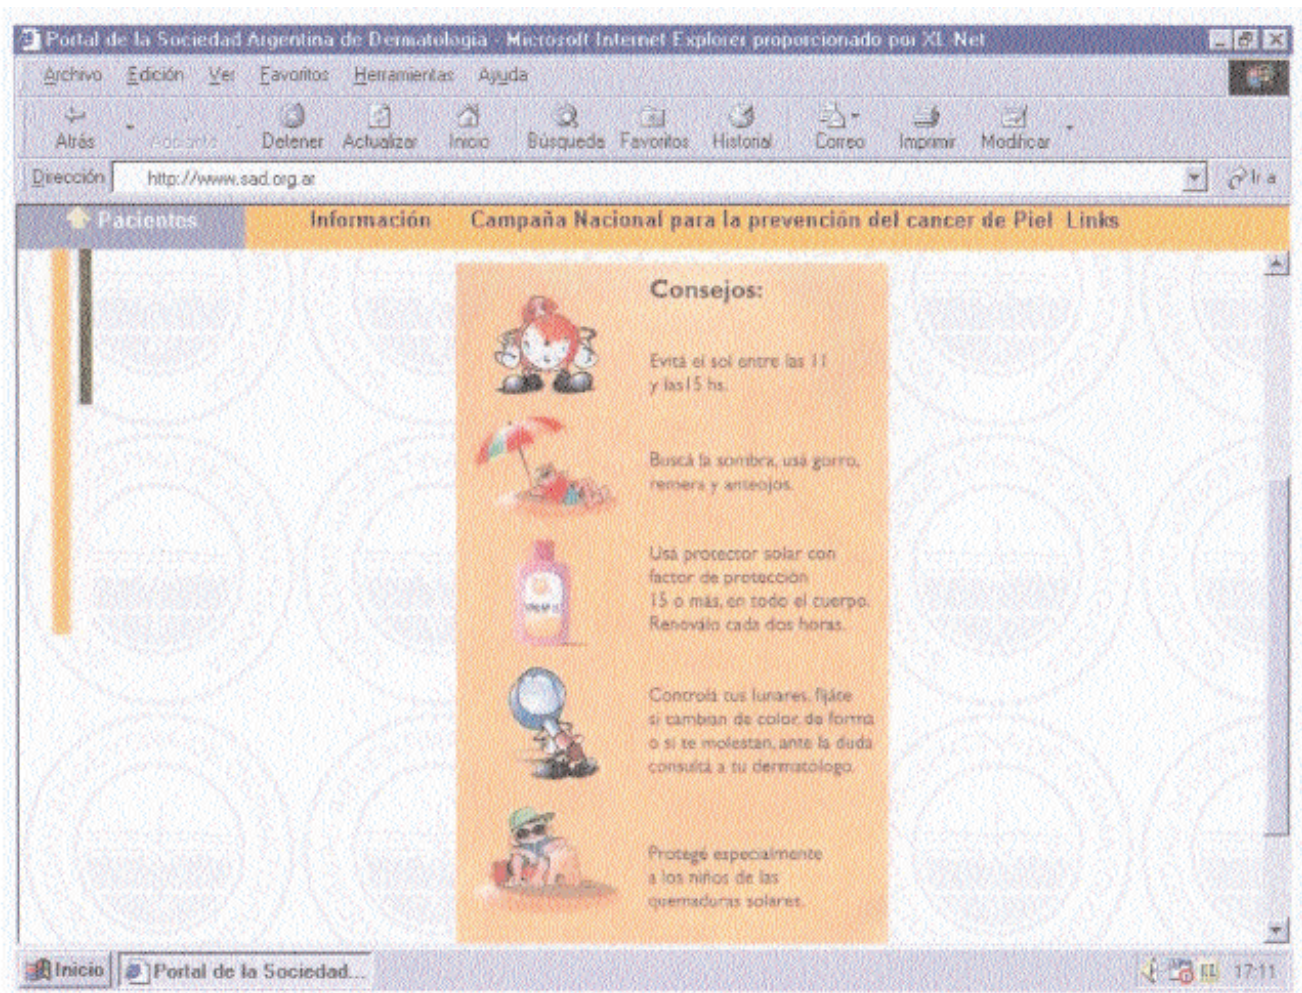 Portal de la Sociedad Argentina de Dermatología - Microsoft Internet Explorer proporcionado por XL-Net
Archivo Edición Ver Favoritos Herramientas Ayuda
Atrás Adelante Detener Actualizar Inicio Búsqueda Favoritos Historial Correo Imprimir Modificar
Dirección http://www.sad.org.ar Ir a
Pacientes Información Campaña Nacional para la prevención del cancer de Piel Links
Consejos:
Evitá el sol entre las 11
y las15 hs.
Buscá la sombra, usá gorro,
remera y anteojos.
Usá protector solar con
factor de protección
15 o más, en todo el cuerpo.
Renoválo cada dos horas.
Controlá tus lunares, fijáte
si cambian de color, de forma
o si te molestan, ante la duda
consultá a tu dermatólogo.
Protegé especialmente
a los niños de las
quemaduras solares.
Inicio Portal de la Sociedad... 17:11